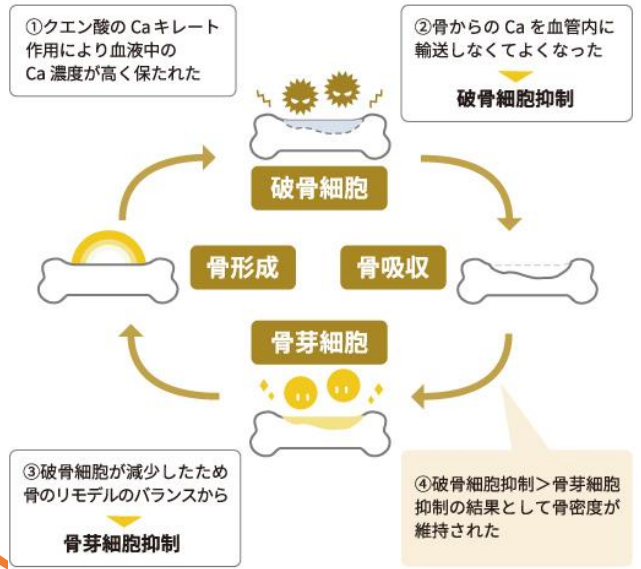 ①クエン酸の Ca キレート
作用により血液中の
Ca 濃度が高く保たれた
②骨からの Ca を血管内に
輸送しなくてよくなった
破骨細胞抑制
破骨細胞
骨形成
骨吸収
骨芽細胞
③破骨細胞が減少したため
骨のリモデルのバランスから
骨芽細胞抑制
④破骨細胞抑制＞骨芽細胞
抑制の結果として骨密度が
維持された